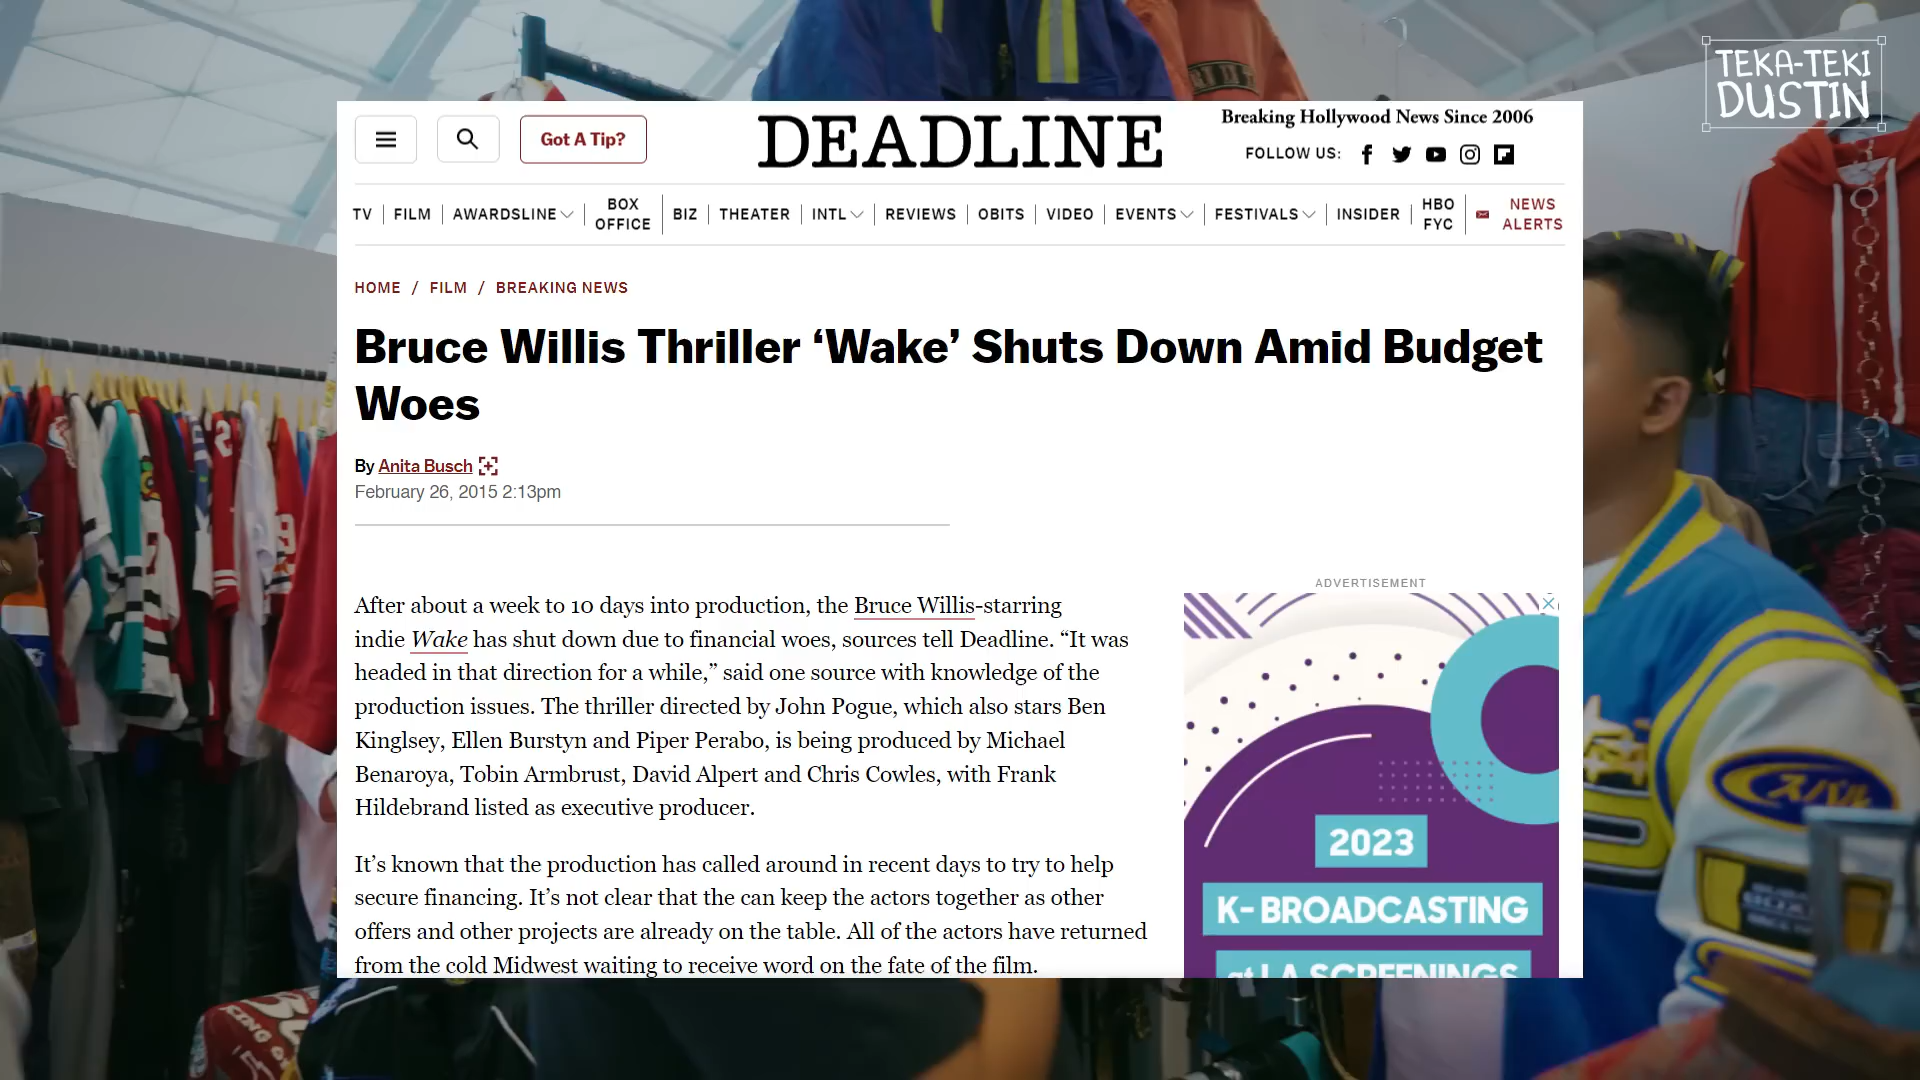 TEKA-TEKI
DUSTIN
Got A Tip?
DEADLINE
Breaking Hollywood News Since 2006
FOLLOW US:
TV
FILM
AWARDSLINE
BOX OFFICE
BIZ
THEATER
INTL
REVIEWS
OBITS
VIDEO
EVENTS
FESTIVALS
INSIDER
HBO FYC
NEWS ALERTS
HOME / FILM / BREAKING NEWS
Bruce Willis Thriller ‘Wake’ Shuts Down Amid Budget
Woes
By Anita Busch
February 26, 2015 2:13pm
After about a week to 10 days into production, the Bruce Willis-starring
indie Wake has shut down due to financial woes, sources tell Deadline. “It was
headed in that direction for a while,” said one source with knowledge of the
production issues. The thriller directed by John Pogue, which also stars Ben
Kinglsey, Ellen Burstyn and Piper Perabo, is being produced by Michael
Benaroya, Tobin Armbrust, David Alpert and Chris Cowles, with Frank
Hildebrand listed as executive producer.
It’s known that the production has called around in recent days to try to help
secure financing. It’s not clear that the can keep the actors together as other
offers and other projects are already on the table. All of the actors have returned
from the cold Midwest waiting to receive word on the fate of the film.
ADVERTISEMENT
2023
K-BROADCASTING
at LA SCREENINGS
スバル